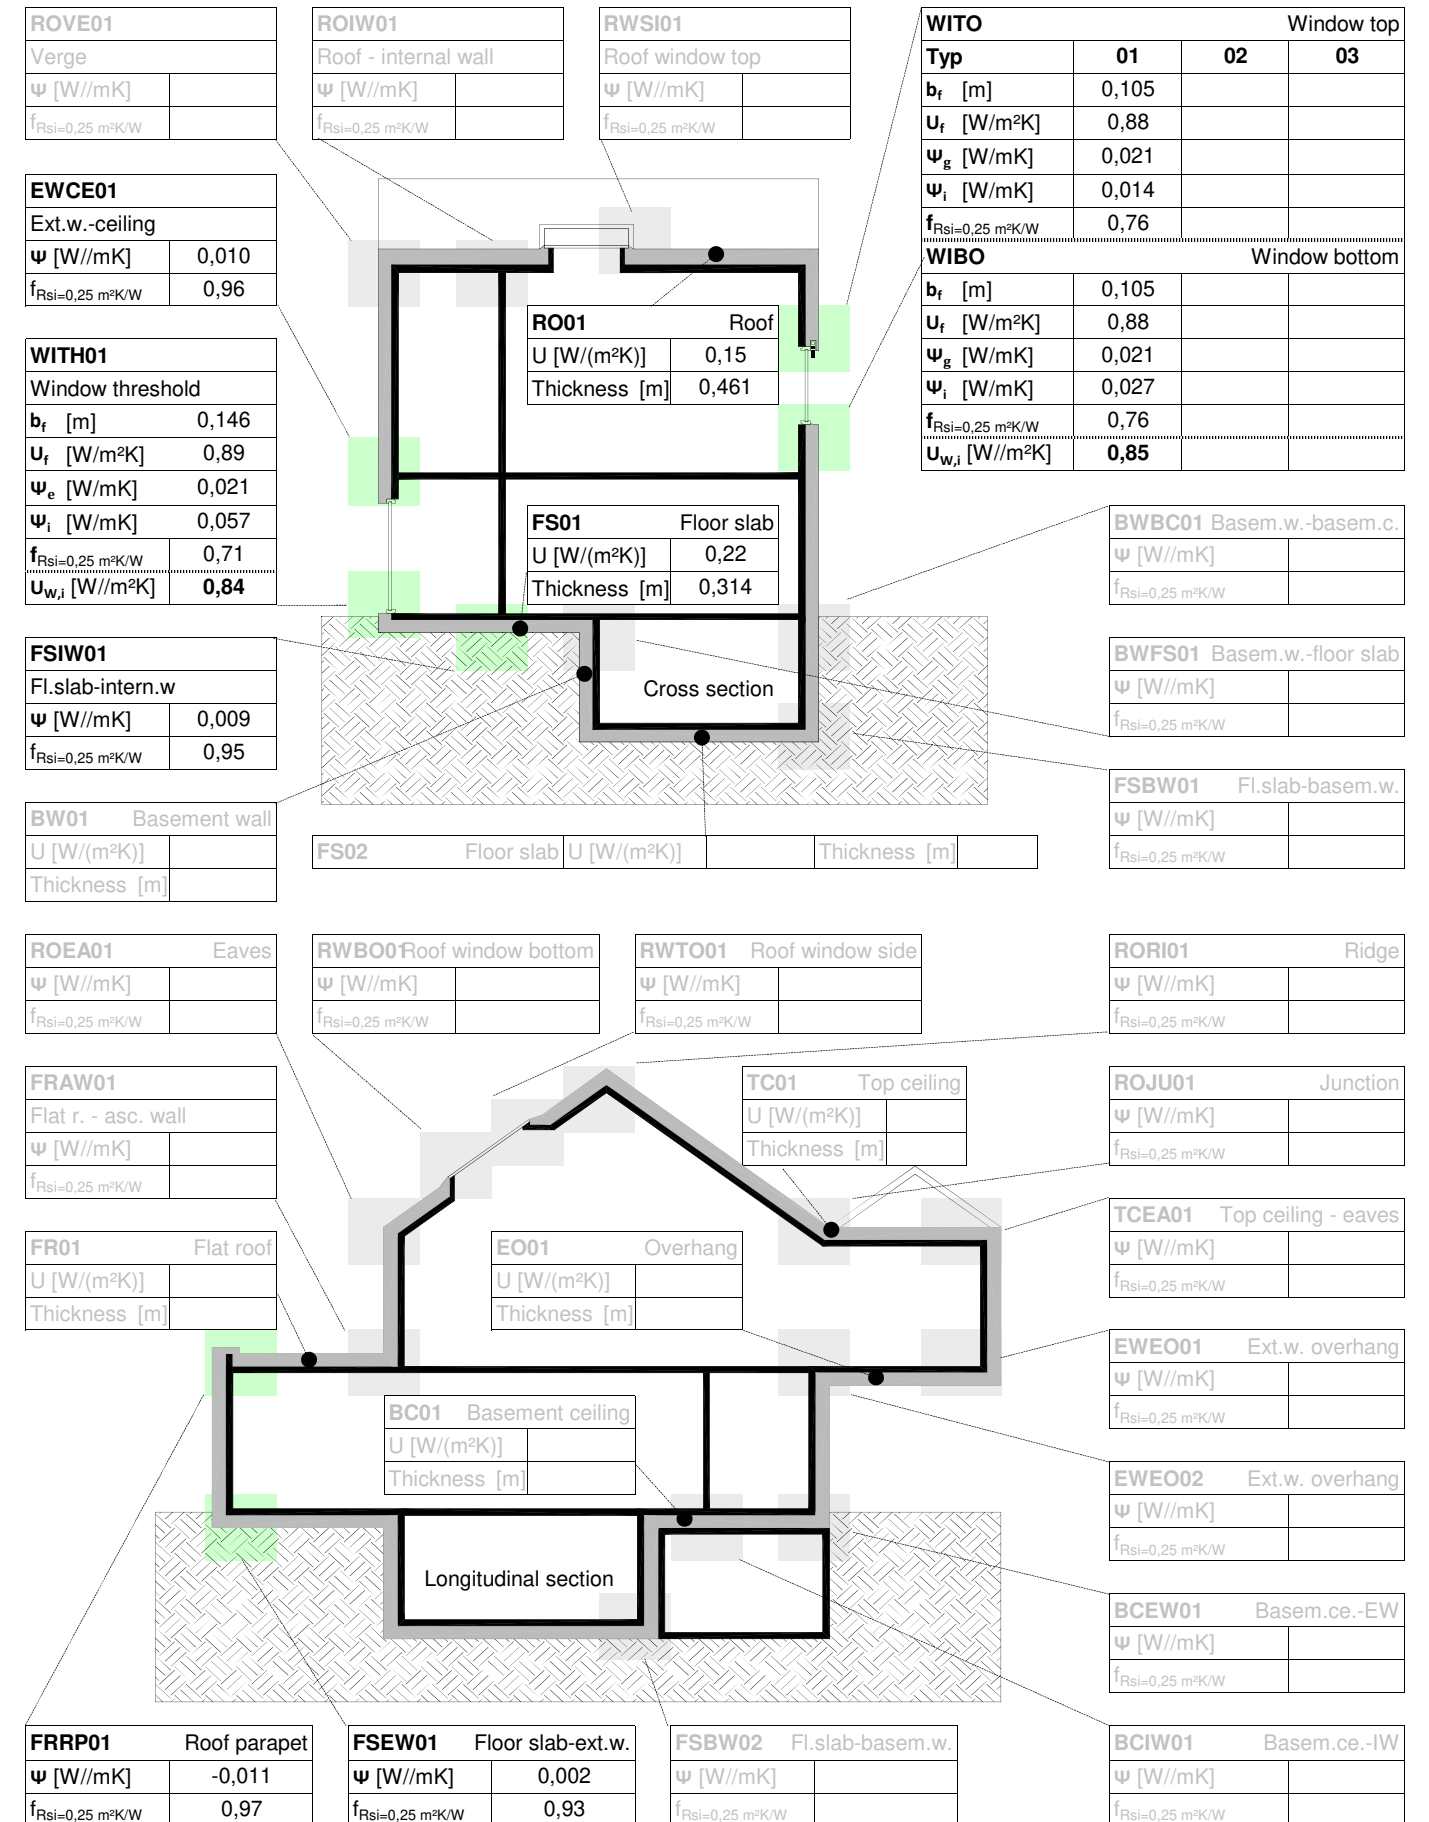 ROVE01
Verge
Ψ [W//mK]
fRsi=0,25 m²K/W
ROIW01
Roof - internal wall
Ψ [W//mK]
fRsi=0,25 m²K/W
RWSI01
Roof window top
Ψ [W//mK]
fRsi=0,25 m²K/W
WITO Window top
Typ 01 02 03
bf [m] 0,105
Uf [W/m²K] 0,88
Ψg [W/mK] 0,021
Ψi [W/mK] 0,014
fRsi=0,25 m²K/W 0,76
WIBO Window bottom
bf [m] 0,105
Uf [W/m²K] 0,88
Ψg [W/mK] 0,021
Ψi [W/mK] 0,027
fRsi=0,25 m²K/W 0,76
UW,i [W//m²K] 0,85
EWCE01
Ext.w.-ceiling
Ψ [W//mK] 0,010
fRsi=0,25 m²K/W 0,96
WITH01
Window threshold
bf [m] 0,146
Uf [W/m²K] 0,89
Ψe [W/mK] 0,021
Ψi [W/mK] 0,057
fRsi=0,25 m²K/W 0,71
UW,i [W//m²K] 0,84
RO01 Roof
U [W/(m²K)] 0,15
Thickness [m] 0,461
FS01 Floor slab
U [W/(m²K)] 0,22
Thickness [m] 0,314
Cross section
BWBC01 Basem.w.-basem.c.
Ψ [W//mK]
fRsi=0,25 m²K/W
FSIW01
Fl.slab-intern.w
Ψ [W//mK] 0,009
fRsi=0,25 m²K/W 0,95
BWFS01 Basem.w.-floor slab
Ψ [W//mK]
fRsi=0,25 m²K/W
FSBW01 Fl.slab-basem.w.
Ψ [W//mK]
fRsi=0,25 m²K/W
BW01 Basement wall
U [W/(m²K)]
Thickness [m]
FS02 Floor slab U [W/(m²K)] Thickness [m]
ROEA01 Eaves
Ψ [W//mK]
fRsi=0,25 m²K/W
RWBO01 Roof window bottom
Ψ [W//mK]
fRsi=0,25 m²K/W
RWTO01 Roof window side
Ψ [W//mK]
fRsi=0,25 m²K/W
RORI01 Ridge
Ψ [W//mK]
fRsi=0,25 m²K/W
FRAW01
Flat r. - asc. wall
Ψ [W//mK]
fRsi=0,25 m²K/W
TC01 Top ceiling
U [W/(m²K)]
Thickness [m]
ROJU01 Junction
Ψ [W//mK]
fRsi=0,25 m²K/W
FR01 Flat roof
U [W/(m²K)]
Thickness [m]
EO01 Overhang
U [W/(m²K)]
Thickness [m]
TCEA01 Top ceiling - eaves
Ψ [W//mK]
fRsi=0,25 m²K/W
EWEO01 Ext.w. overhang
Ψ [W//mK]
fRsi=0,25 m²K/W
BC01 Basement ceiling
U [W/(m²K)]
Thickness [m]
EWEO02 Ext.w. overhang
Ψ [W//mK]
fRsi=0,25 m²K/W
Longitudinal section
BCEW01 Basem.ce.-EW
Ψ [W//mK]
fRsi=0,25 m²K/W
FRRP01 Roof parapet
Ψ [W//mK] -0,011
fRsi=0,25 m²K/W 0,97
FSEW01 Floor slab-ext.w.
Ψ [W//mK] 0,002
fRsi=0,25 m²K/W 0,93
FSBW02 Fl.slab-basem.w.
Ψ [W//mK]
fRsi=0,25 m²K/W
BCIW01 Basem.ce.-IW
Ψ [W//mK]
fRsi=0,25 m²K/W